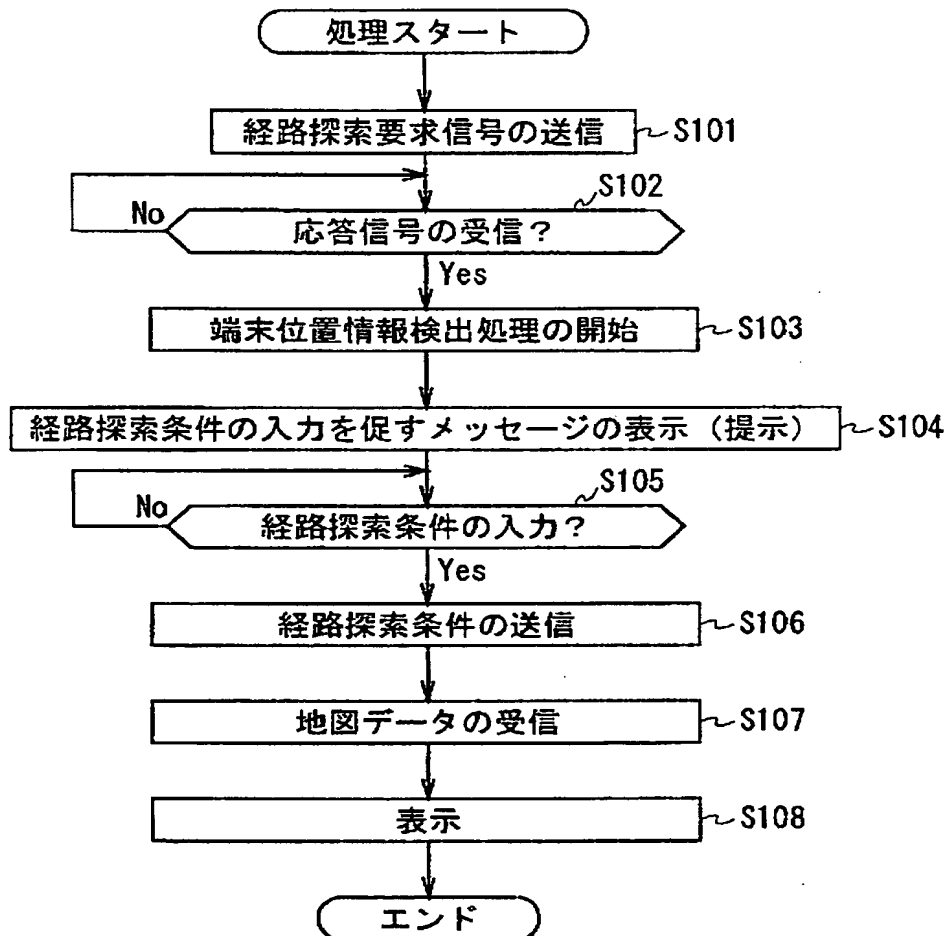 処理スタート
経路探索要求信号の送信 S101
S102
No
応答信号の受信？
Yes
端末位置情報検出処理の開始 S103
経路探索条件の入力を促すメッセージの表示（提示） S104
S105
No
経路探索条件の入力？
Yes
経路探索条件の送信 S106
地図データの受信 S107
表示 S108
エンド